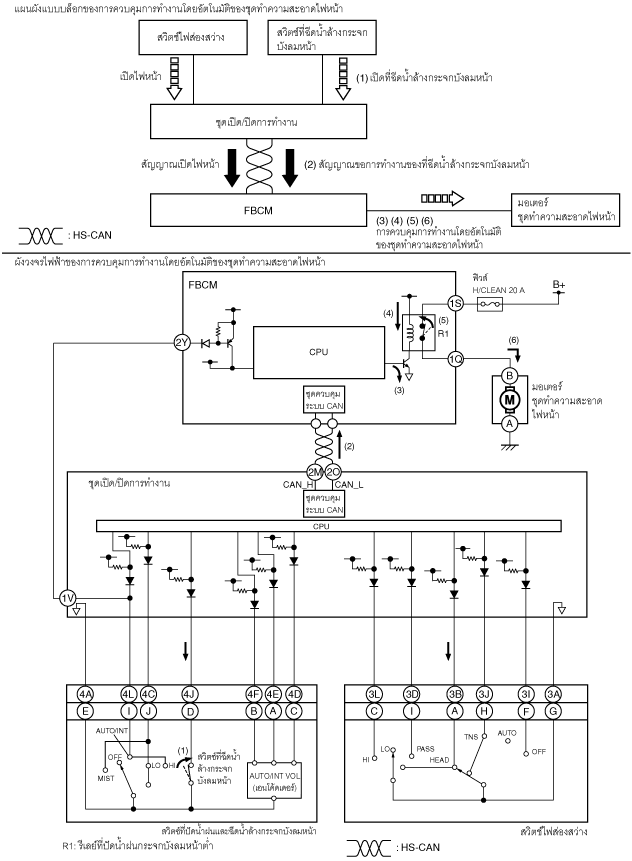 แผนผังแบบบล็อกของการควบคุมการทำงานโดยอัตโนมัติของชุดทำความสะอาดไฟหน้า
สวิตช์ไฟส่องสว่าง
สวิตช์ที่ฉีดน้ำล้างกระจก
บังลมหน้า
เปิดไฟหน้า
(1) เปิดที่ฉีดน้ำล้างกระจกบังลมหน้า
ชุดเปิด/ปิดการทำงาน
สัญญาณเปิดไฟหน้า
(2) สัญญาณขอการทำงานของที่ฉีดน้ำล้างกระจกบังลมหน้า
FBCM
มอเตอร์
ชุดทำความสะอาดไฟหน้า
(3) (4) (5) (6)
การควบคุมการทำงานโดยอัตโนมัติ
ของชุดทำความสะอาดไฟหน้า
: HS-CAN
ผังวงจรไฟฟ้าของการควบคุมการทำงานโดยอัตโนมัติของชุดทำความสะอาดไฟหน้า
FBCM
ฟิวส์
H/CLEAN 20 A
B+
1S
(4)
(5)
R1
2Y
CPU
1Q
(6)
(3)
B
M
A
มอเตอร์
ชุดทำความสะอาด
ไฟหน้า
ชุดควบคุม
ระบบ CAN
(2)
2M
2O
ชุดเปิด/ปิดการทำงาน
CAN_H
CAN_L
ชุดควบคุม
ระบบ CAN
CPU
1V
4A 4L 4C 4J 4F 4E 4D 3L 3D 3B 3J 3I 3A
E I J D B A C C I A H F G
AUTO/INT
OFF
MIST
LO
HI
(1)
สวิตช์ที่ฉีดน้ำ
ล้างกระจก
บังลมหน้า
AUTO/INT VOL
(เอนโค้ดเดอร์)
HI
LO
PASS
HEAD
TNS
AUTO
OFF
สวิตช์ที่ปัดน้ำฝนและฉีดน้ำล้างกระจกบังลมหน้า
สวิตช์ไฟส่องสว่าง
R1: รีเลย์ที่ปัดน้ำฝนกระจกบังลมหน้าต่ำ
: HS-CAN